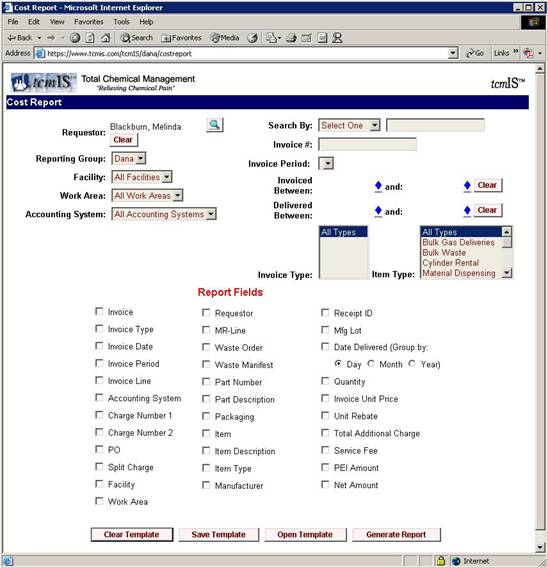 Cost Report - Microsoft Internet Explorer
File Edit View Favorites Tools Help
Back Search Favorites Media
Address https://www.tcmis.com/tcmIS/dana/costreport Go Links »
tcmIS™ Total Chemical Management tcmIS™
"Relieving Chemical Pain"
Cost Report
Requestor: Blackburn, Melinda
Clear
Reporting Group: Dana
Facility: All Facilities
Work Area: All Work Areas
Accounting System: All Accounting Systems
Search By: Select One
Invoice #:
Invoice Period:
Invoiced Between: and: Clear
Delivered Between: and: Clear
Invoice Type: All Types
Item Type: All Types
Bulk Gas Deliveries
Bulk Waste
Cylinder Rental
Material Dispensing
Report Fields
Invoice Requestor Receipt ID
Invoice Type MR-Line Mfg Lot
Invoice Date Waste Order Date Delivered (Group by:
Invoice Period Waste Manifest Day Month Year)
Invoice Line Part Number Quantity
Accounting System Part Description Invoice Unit Price
Charge Number 1 Packaging Unit Rebate
Charge Number 2 Item Total Additional Charge
PO Item Description Service Fee
Split Charge Item Type PEI Amount
Facility Manufacturer Net Amount
Work Area
Clear Template Save Template Open Template Generate Report
Internet